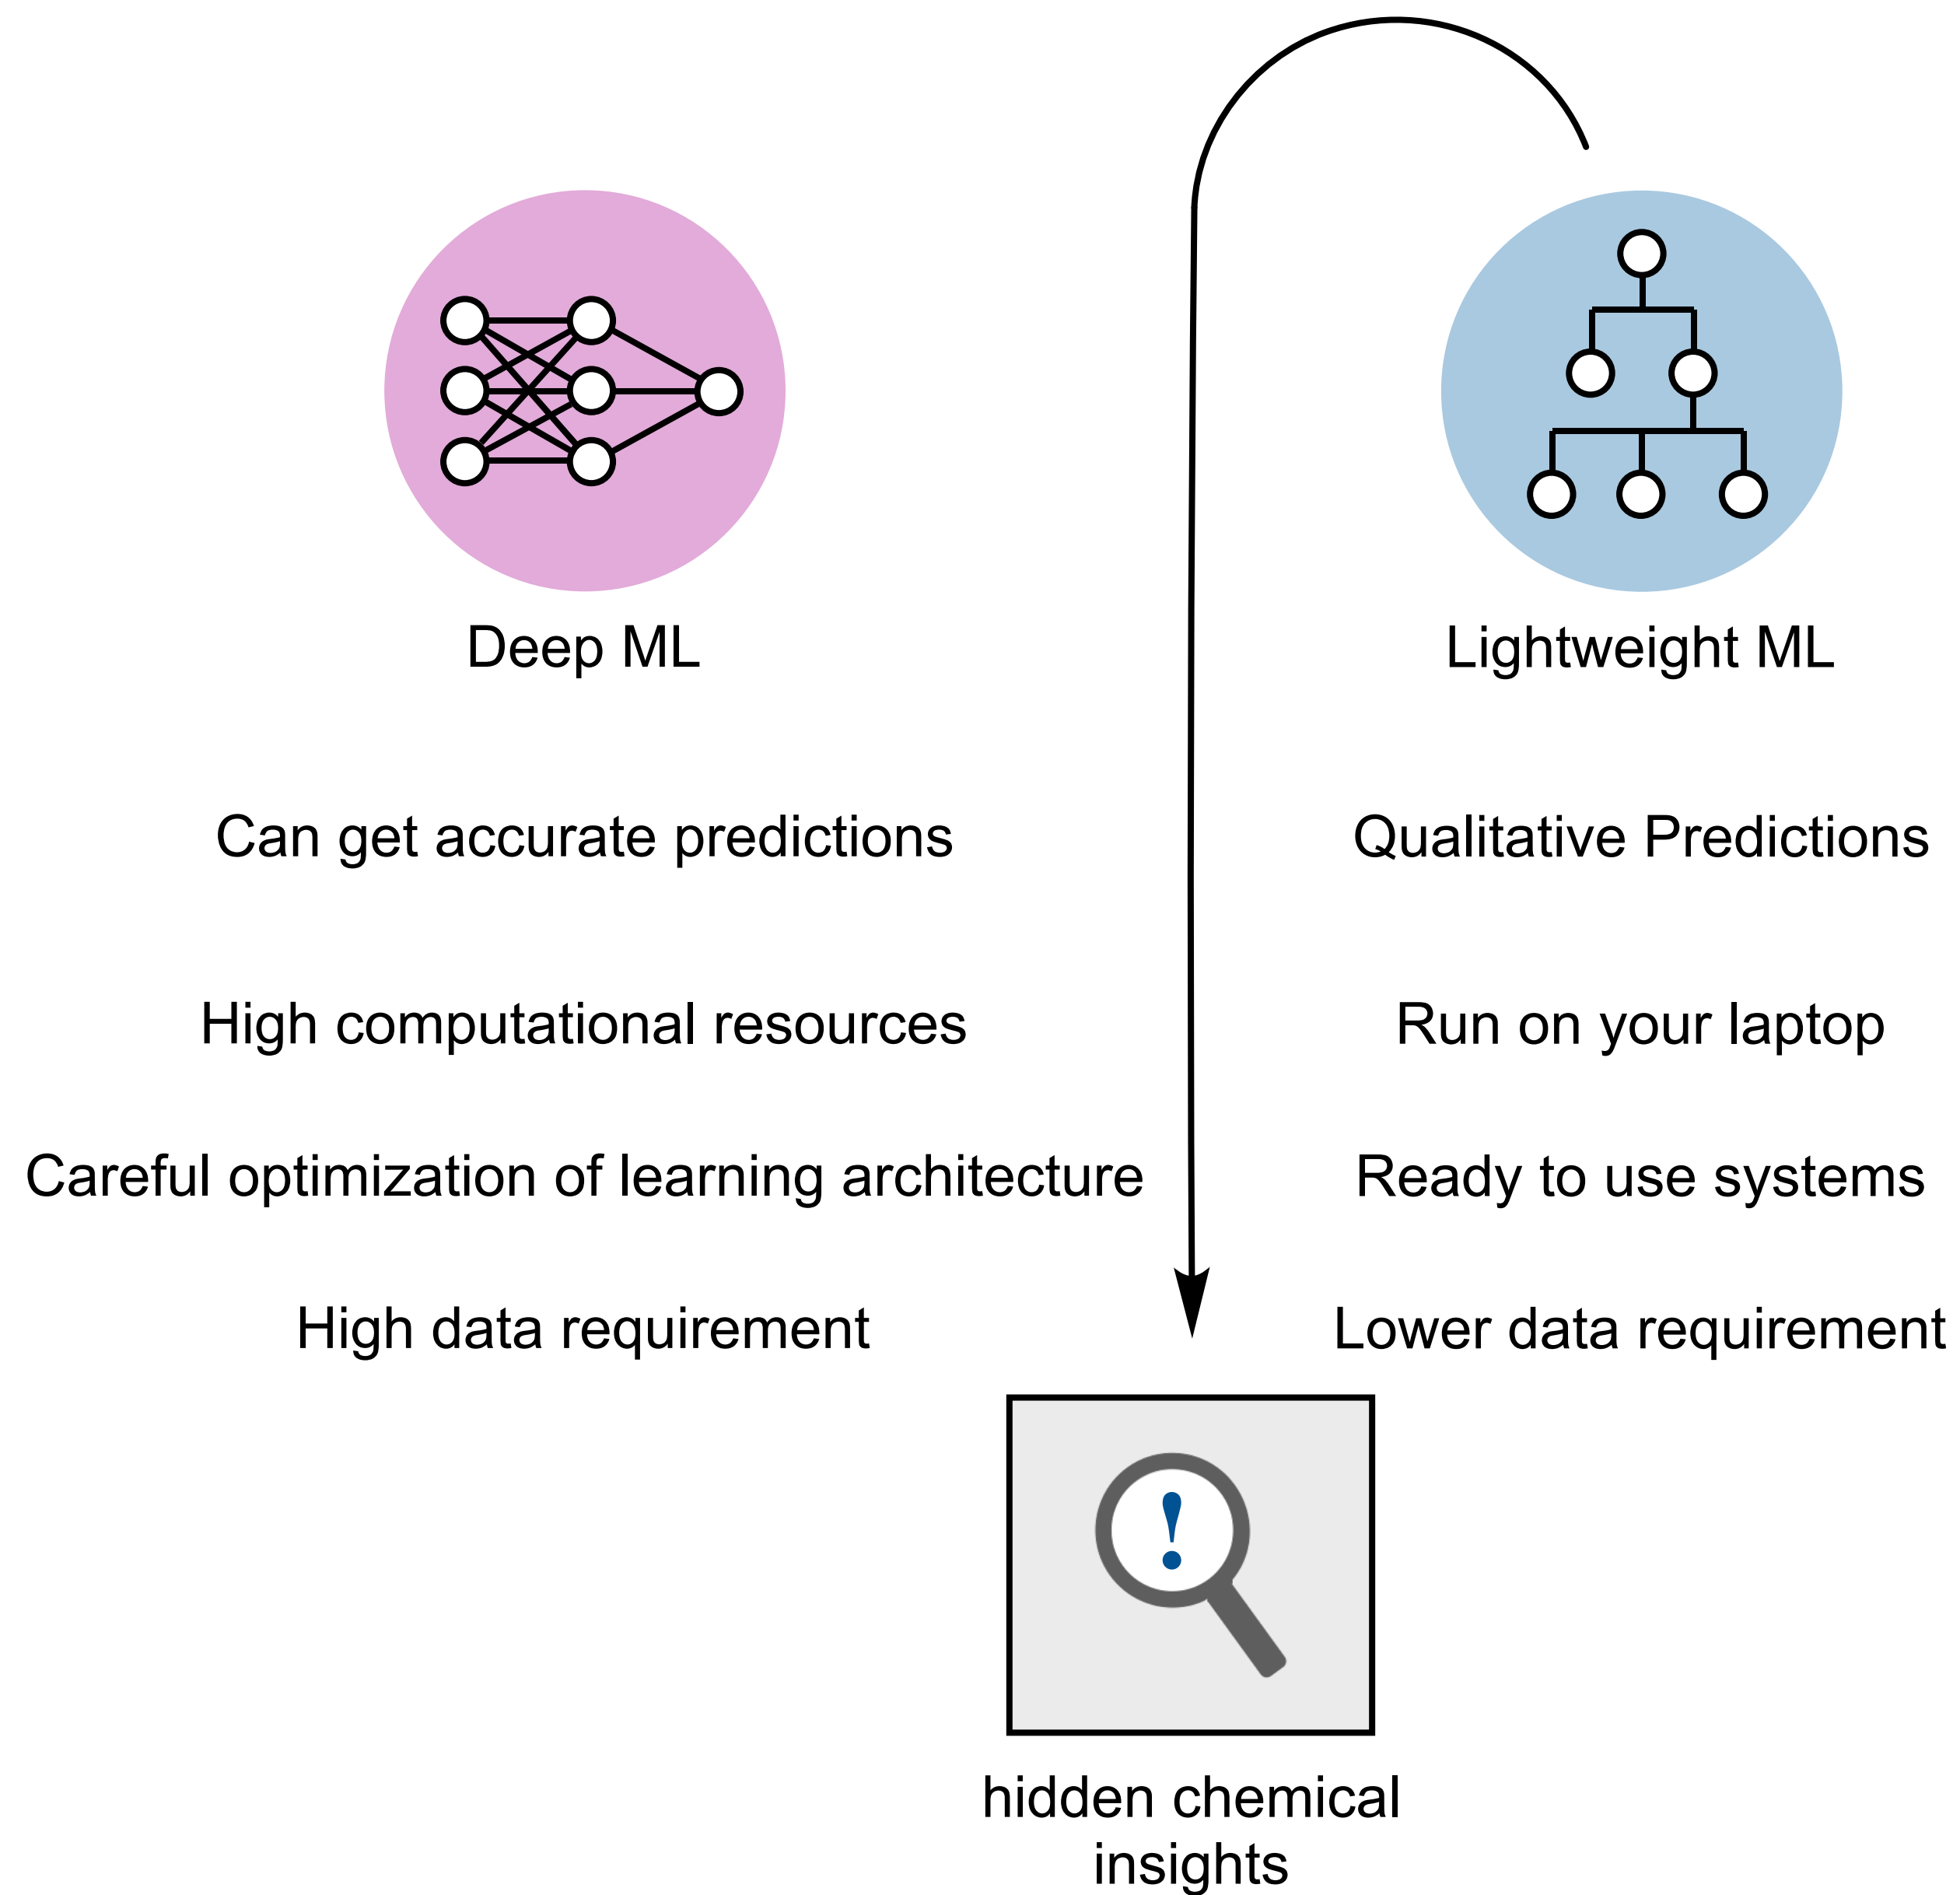 Deep ML
Lightweight ML
Can get accurate predictions
Qualitative Predictions
High computational resources
Run on your laptop
Careful optimization of learning architecture
Ready to use systems
High data requirement
Lower data requirement
!
hidden chemical
insights